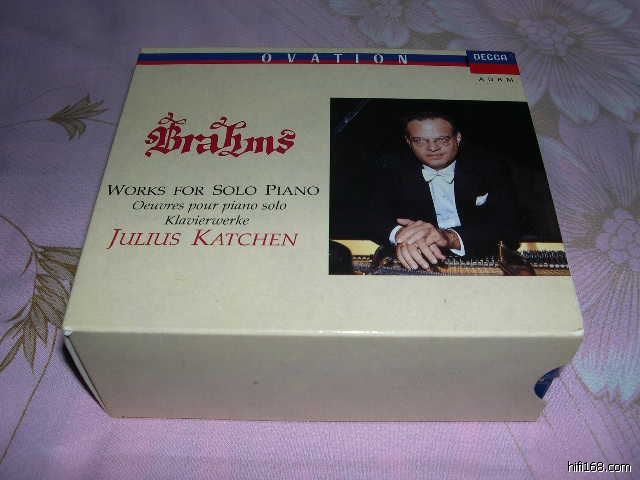 OVATION
DECCA
ADRM
Brahms
WORKS FOR SOLO PIANO
Oeuvres pour piano solo
Klavierwerke
JULIUS KATCHEN
hifi168.com